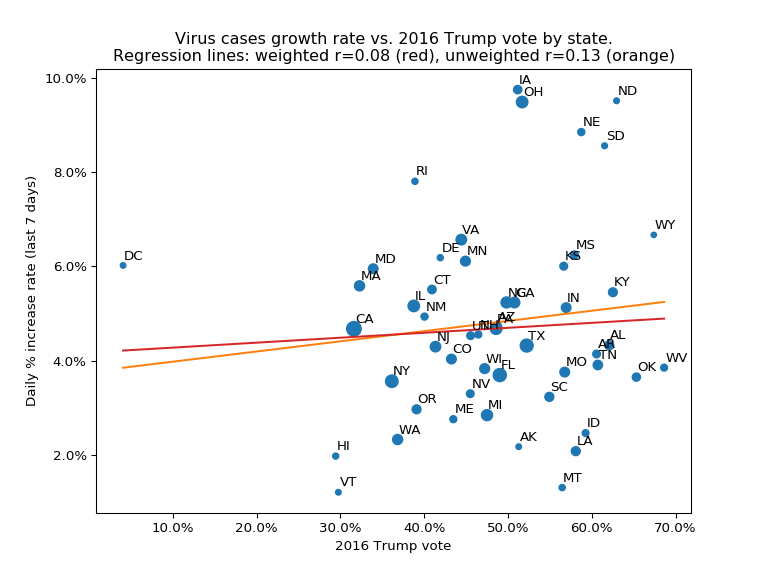 Virus cases growth rate vs. 2016 Trump vote by state.
Regression lines: weighted r=0.08 (red), unweighted r=0.13 (orange)
10.0%
8.0%
6.0%
4.0%
2.0%
Daily % increase rate (last 7 days)
IA
OH
ND
NE
SD
RI
WY
VA
DC
DE
MN
MS
KS
MD
MA
CT
KY
IL
NM
IN
GA
CA
AZ
PA
NH
NJ
TX
AL
AR
CO
WI
FL
MO
TN
OK
WV
NY
NV
SC
OR
ME
MI
WA
HI
AK
ID
LA
VT
MT
10.0%
20.0%
30.0%
40.0%
50.0%
60.0%
70.0%
2016 Trump vote